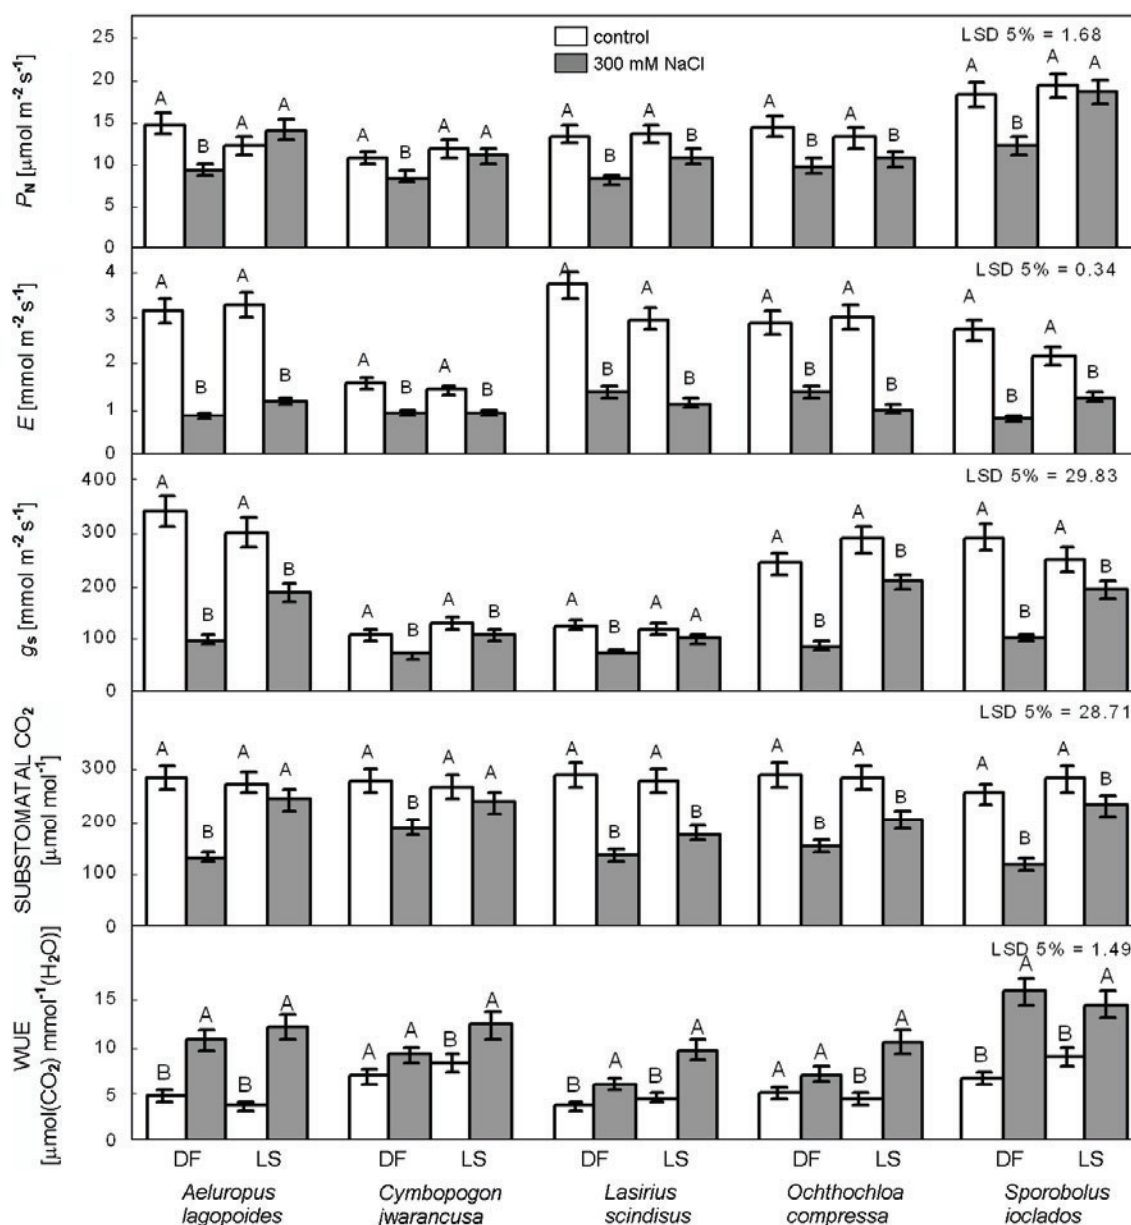 control
300 mM NaCl
LSD 5% = 1.68
P_N [μmol m⁻² s⁻¹]
25
20
15
10
5
0
A B A A
A B A A
A B A B
A B A B
A B A A
LSD 5% = 0.34
E [mmol m⁻² s⁻¹]
4
3
2
1
0
A B A B
A B A B
A B A B
A B A B
A B A B
LSD 5% = 29.83
g_s [mmol m⁻² s⁻¹]
400
300
200
100
0
A B A B
A B A B
A B A A
A B A B
A B A B
LSD 5% = 28.71
SUBSTOMATAL CO₂
[μmol mol⁻¹]
300
200
100
0
A B A A
A B A A
A B A B
A B A B
A B A B
LSD 5% = 1.49
WUE
[μmol(CO₂) mmol⁻¹(H₂O)]
15
10
5
0
B A B A
A A B A
B A B A
A A B A
B A B A
DF LS DF LS DF LS DF LS DF LS
Aeluropus
lagopoides
Cymbopogon
jwarancusa
Lasirius
scindisus
Ochthochloa
compressa
Sporobolus
ioclados